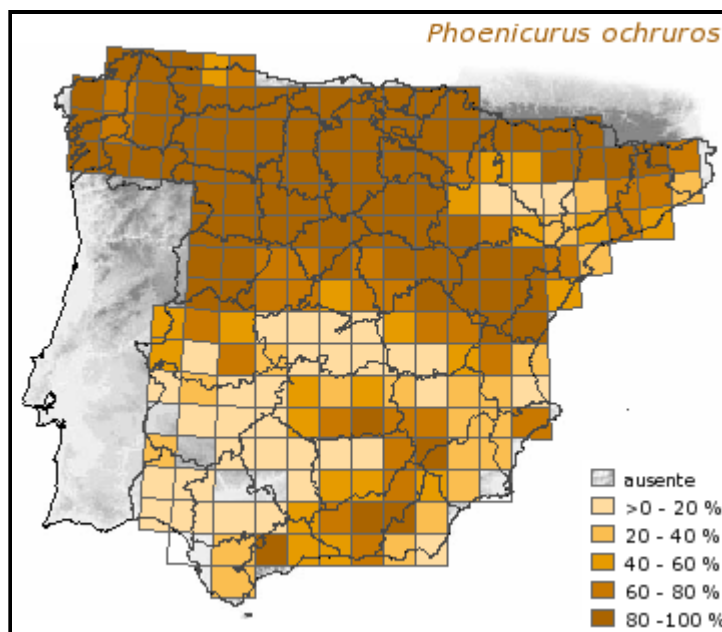 Phoenicurus ochruros
ausente
>0 - 20 %
20 - 40 %
40 - 60 %
60 - 80 %
80 -100 %